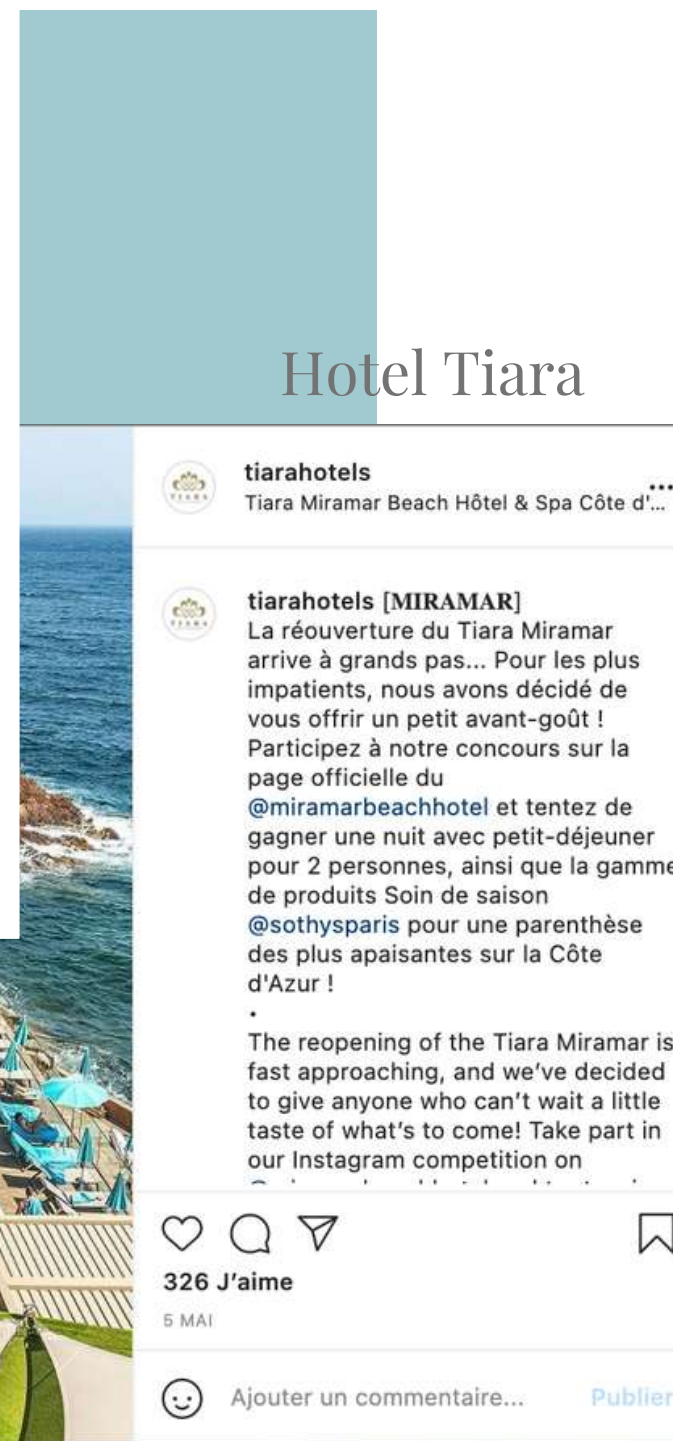 Hotel Tiara
tiarahotels
Tiara Miramar Beach Hôtel & Spa Côte d'...
TIARA
tiarahotels [MIRAMAR]
TIARA
La réouverture du Tiara Miramar
arrive à grands pas... Pour les plus
impatients, nous avons décidé de
vous offrir un petit avant-goût !
Participez à notre concours sur la
page officielle du
@miramarbeachhotel et tentez de
gagner une nuit avec petit-déjeuner
pour 2 personnes, ainsi que la gamme
de produits Soin de saison
@sothysparis pour une parenthèse
des plus apaisantes sur la Côte
d'Azur !
•
The reopening of the Tiara Miramar is
fast approaching, and we've decided
to give anyone who can't wait a little
taste of what's to come! Take part in
our Instagram competition on
326 J'aime
5 MAI
Ajouter un commentaire... Publier